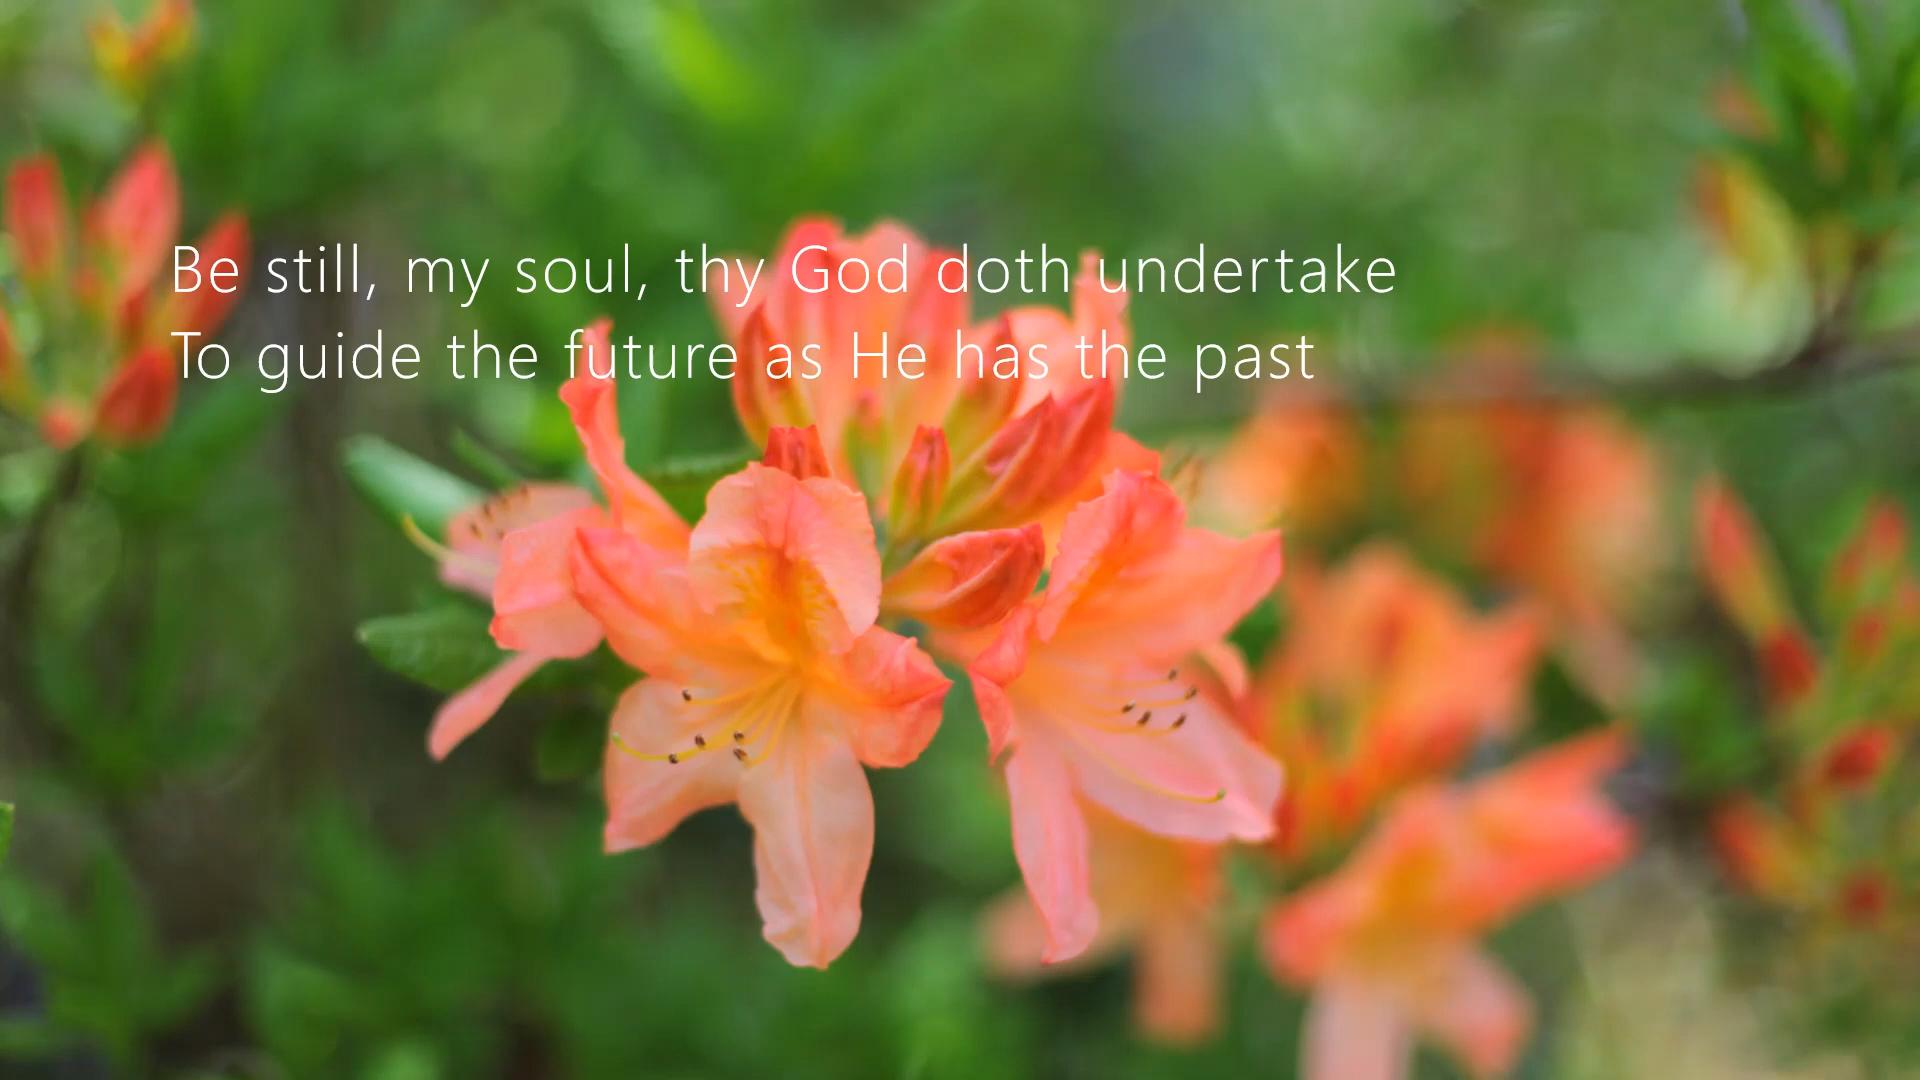 Be still, my soul, thy God doth undertake
To guide the future as He has the past